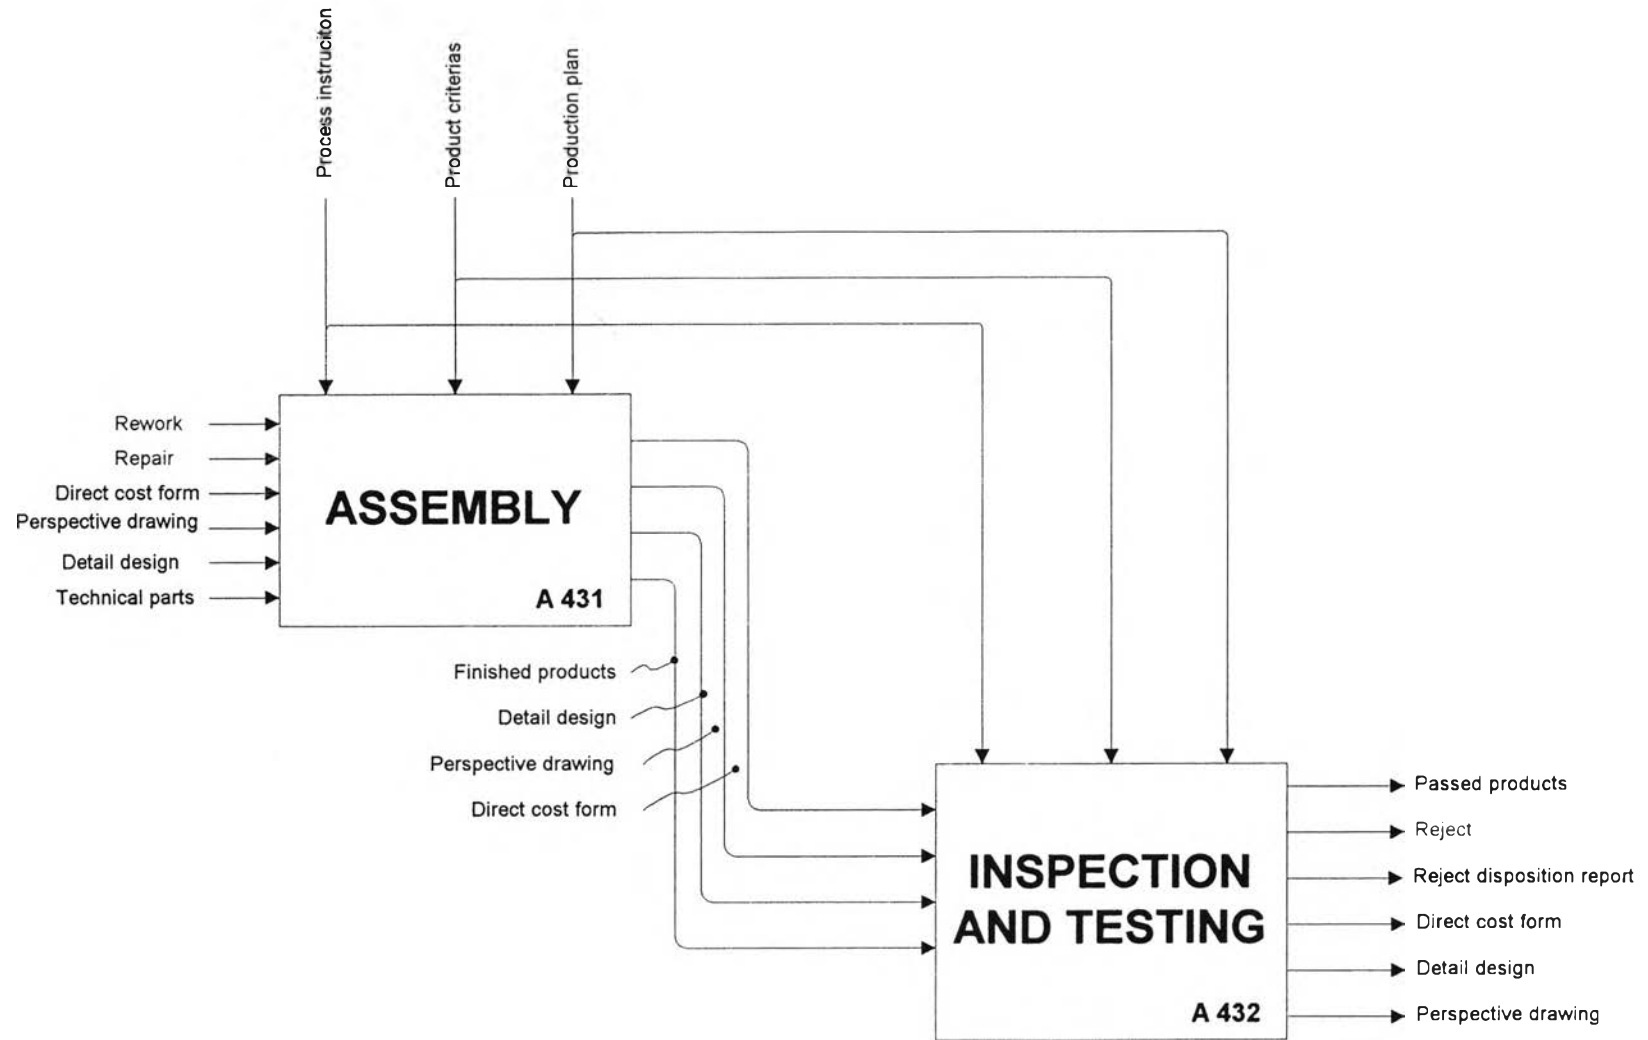 Process instruciton
Product criterias
Production plan
Rework
Repair
Direct cost form
Perspective drawing
Detail design
Technical parts
ASSEMBLY
A 431
Finished products
Detail design
Perspective drawing
Direct cost form
INSPECTION
AND TESTING
A 432
Passed products
Reject
Reject disposition report
Direct cost form
Detail design
Perspective drawing